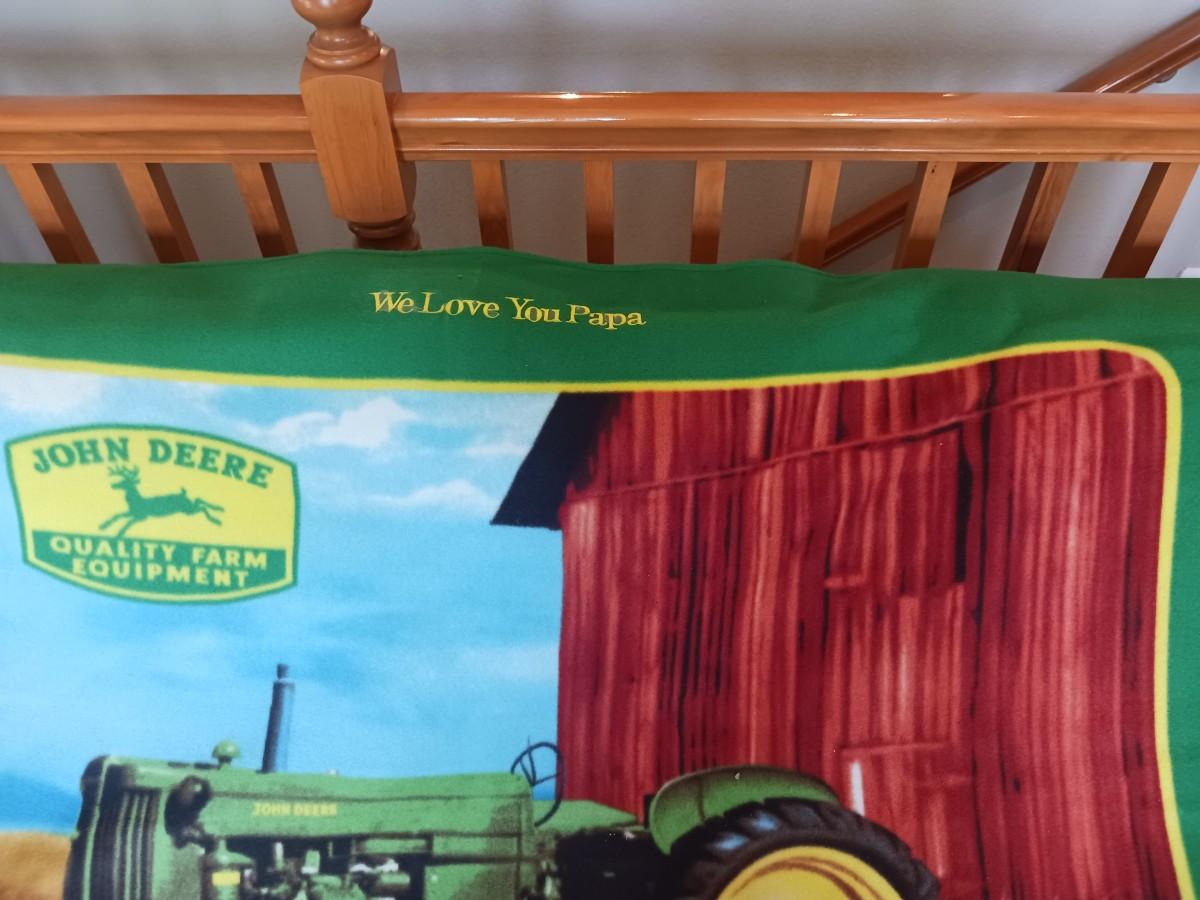 We Love You Papa
JOHN DEERE
QUALITY FARM
EQUIPMENT
JOHN DEERE